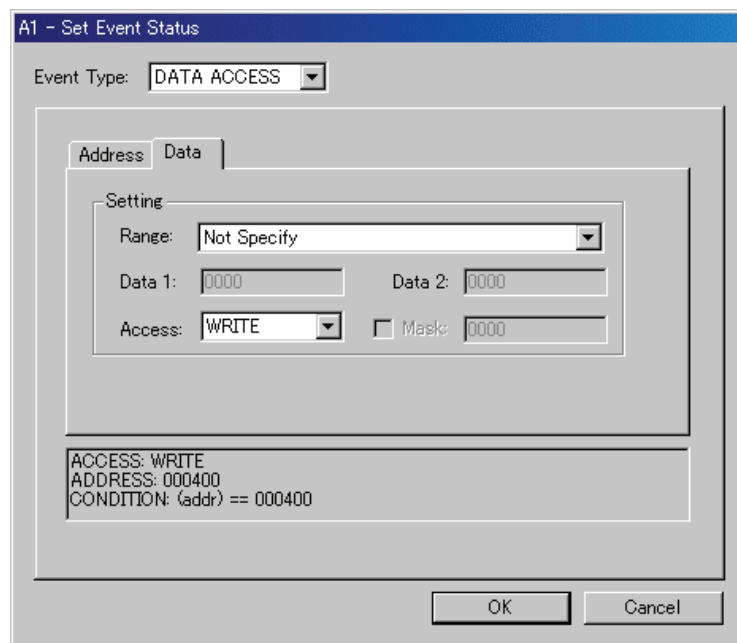 A1 - Set Event Status
Event Type: DATA ACCESS
Address Data
Setting
Range: Not Specify
Data 1: 0000 Data 2: 0000
Access: WRITE Mask: 0000
ACCESS: WRITE
ADDRESS: 000400
CONDITION: (addr) == 000400
OK Cancel